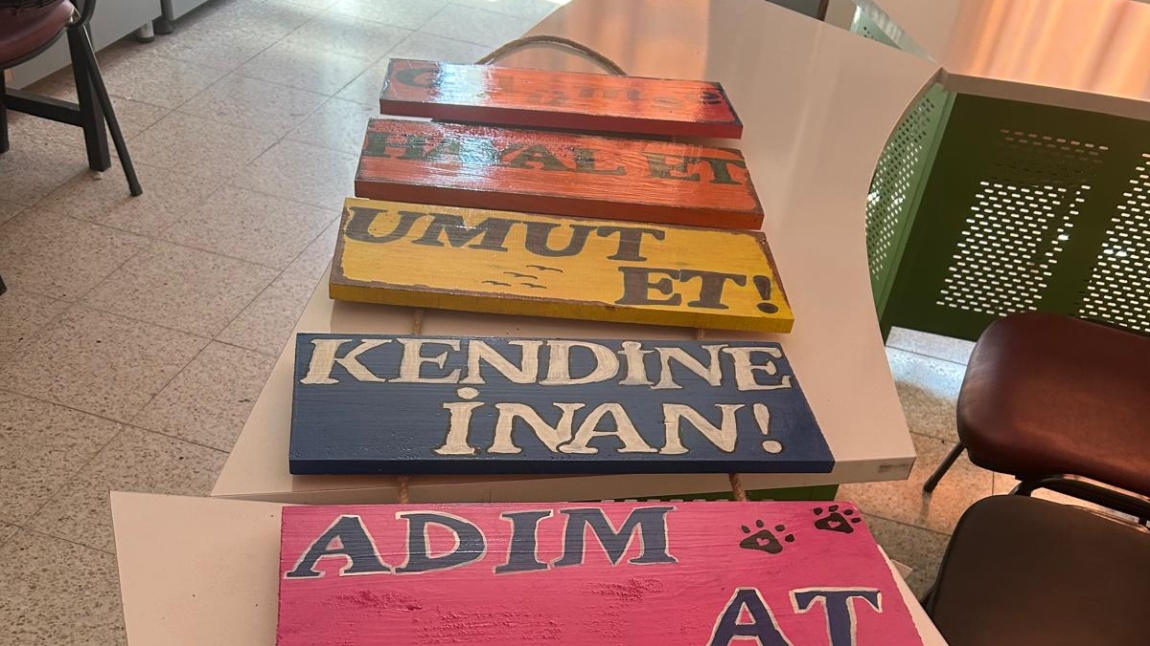 HAYAL ET
UMUT
ET!
KENDİNE
İNAN!
ADIM
AT